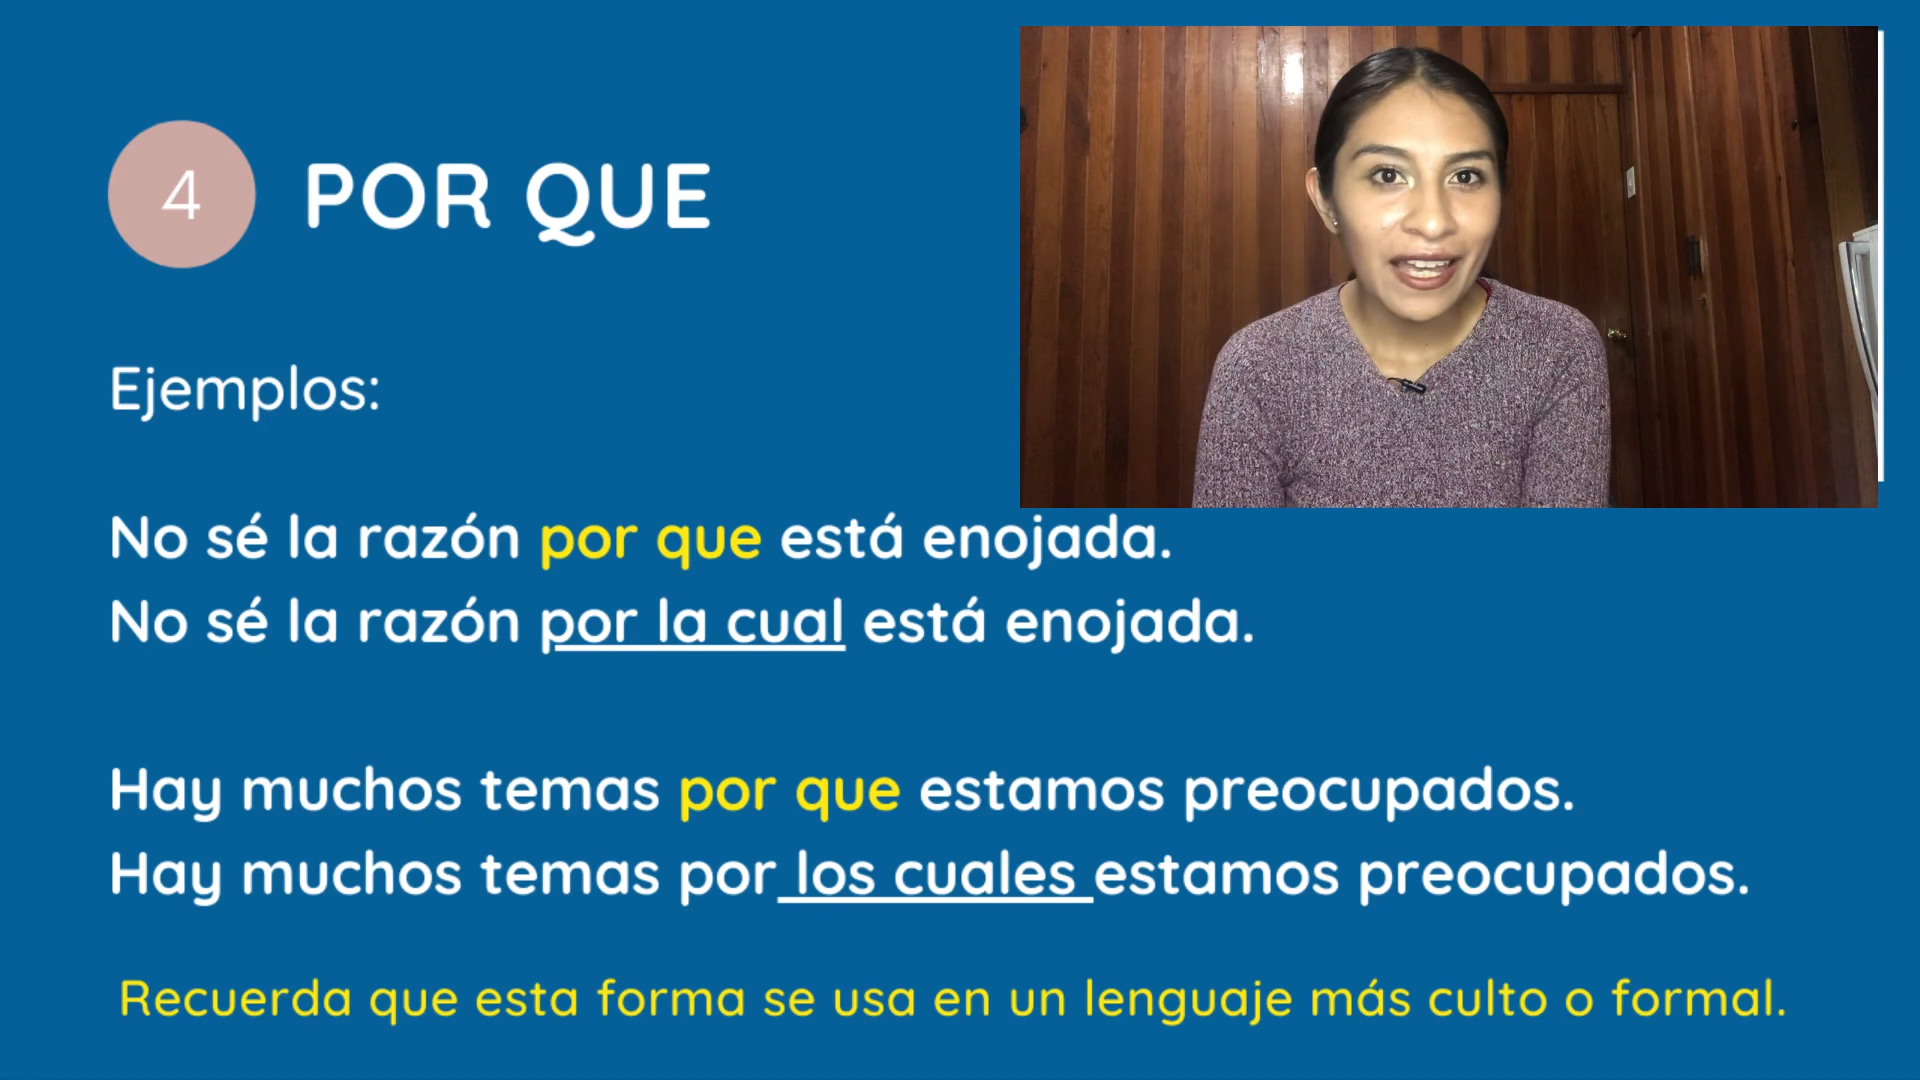 4
POR QUE
Ejemplos:
No sé la razón por que está enojada.
No sé la razón por la cual está enojada.
Hay muchos temas por que estamos preocupados.
Hay muchos temas por los cuales estamos preocupados.
Recuerda que esta forma se usa en un lenguaje más culto o formal.